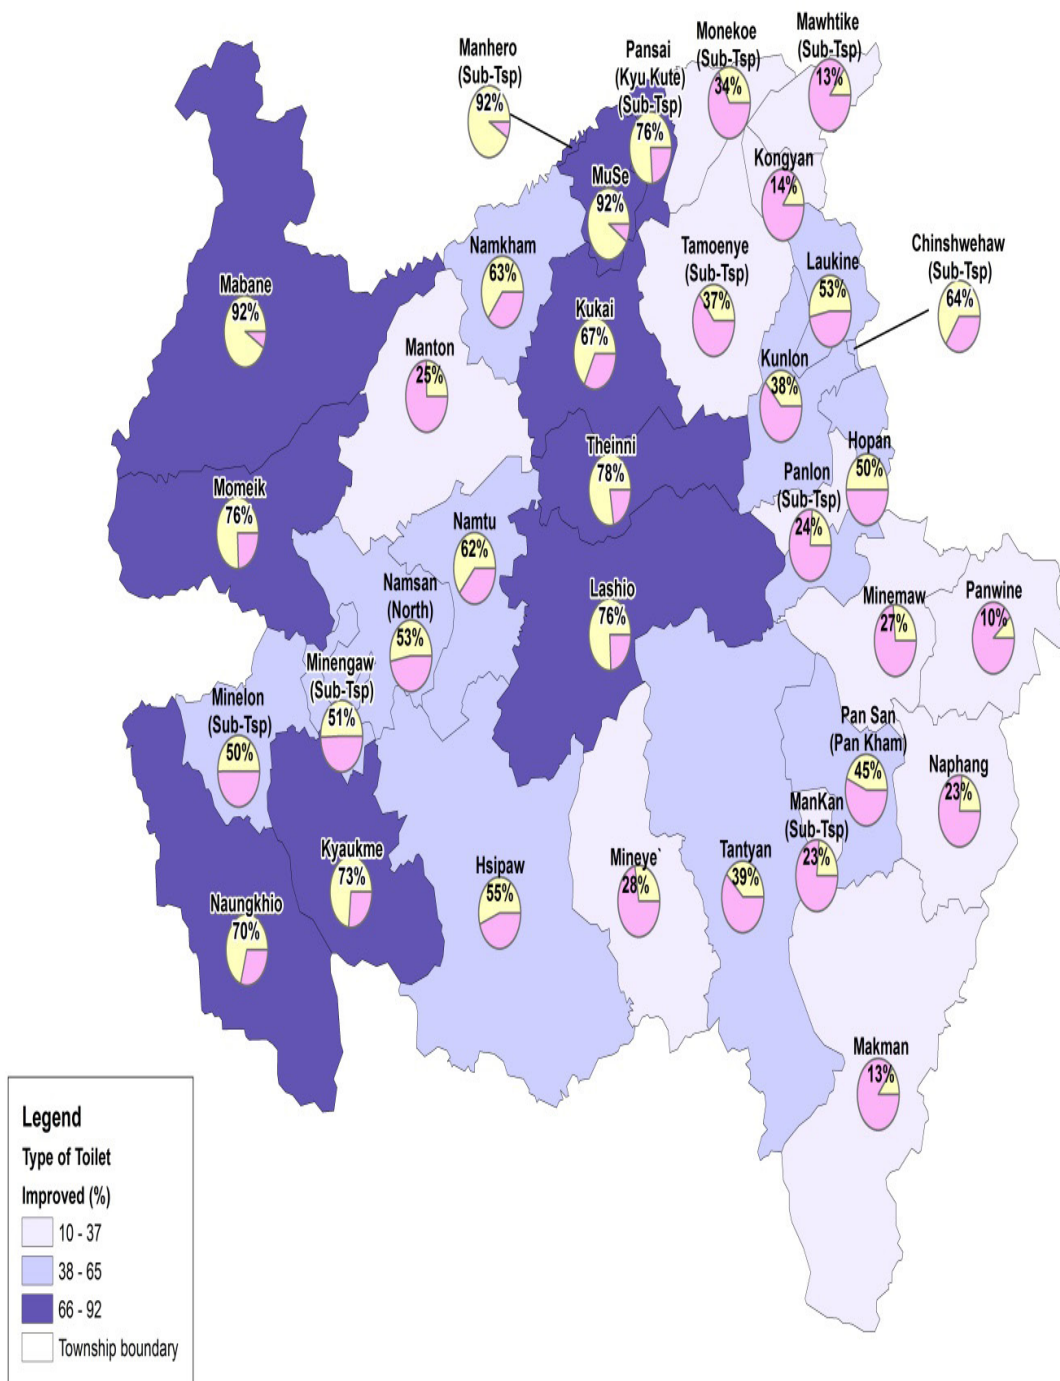 Manhero
(Sub-Tsp)
92%
Pansai
(Kyu Kute)
(Sub-Tsp)
76%
Monekoe
(Sub-Tsp)
34%
Mawhtike
(Sub-Tsp)
13%
MuSe
92%
Kongyan
14%
Namkham
63%
Tamoenye
(Sub-Tsp)
37%
Laukine
53%
Chinshwehaw
(Sub-Tsp)
64%
Mabane
92%
Kukai
67%
Manton
25%
Kunlon
38%
Hopan
50%
Theinni
78%
Panlon
(Sub-Tsp)
24%
Momeik
76%
Namtu
62%
Namsan
(North)
53%
Lashio
76%
Minemaw
27%
Panwine
10%
Minengaw
(Sub-Tsp)
51%
Minelon
(Sub-Tsp)
50%
Pan San
(Pan Kham)
45%
Naphang
23%
ManKan
(Sub-Tsp)
23%
Kyaukme
73%
Hsipaw
55%
Mineye`
28%
Tantyan
39%
Naungkhio
70%
Makman
13%
Legend
Type of Toilet
Improved (%)
10 - 37
38 - 65
66 - 92
Township boundary